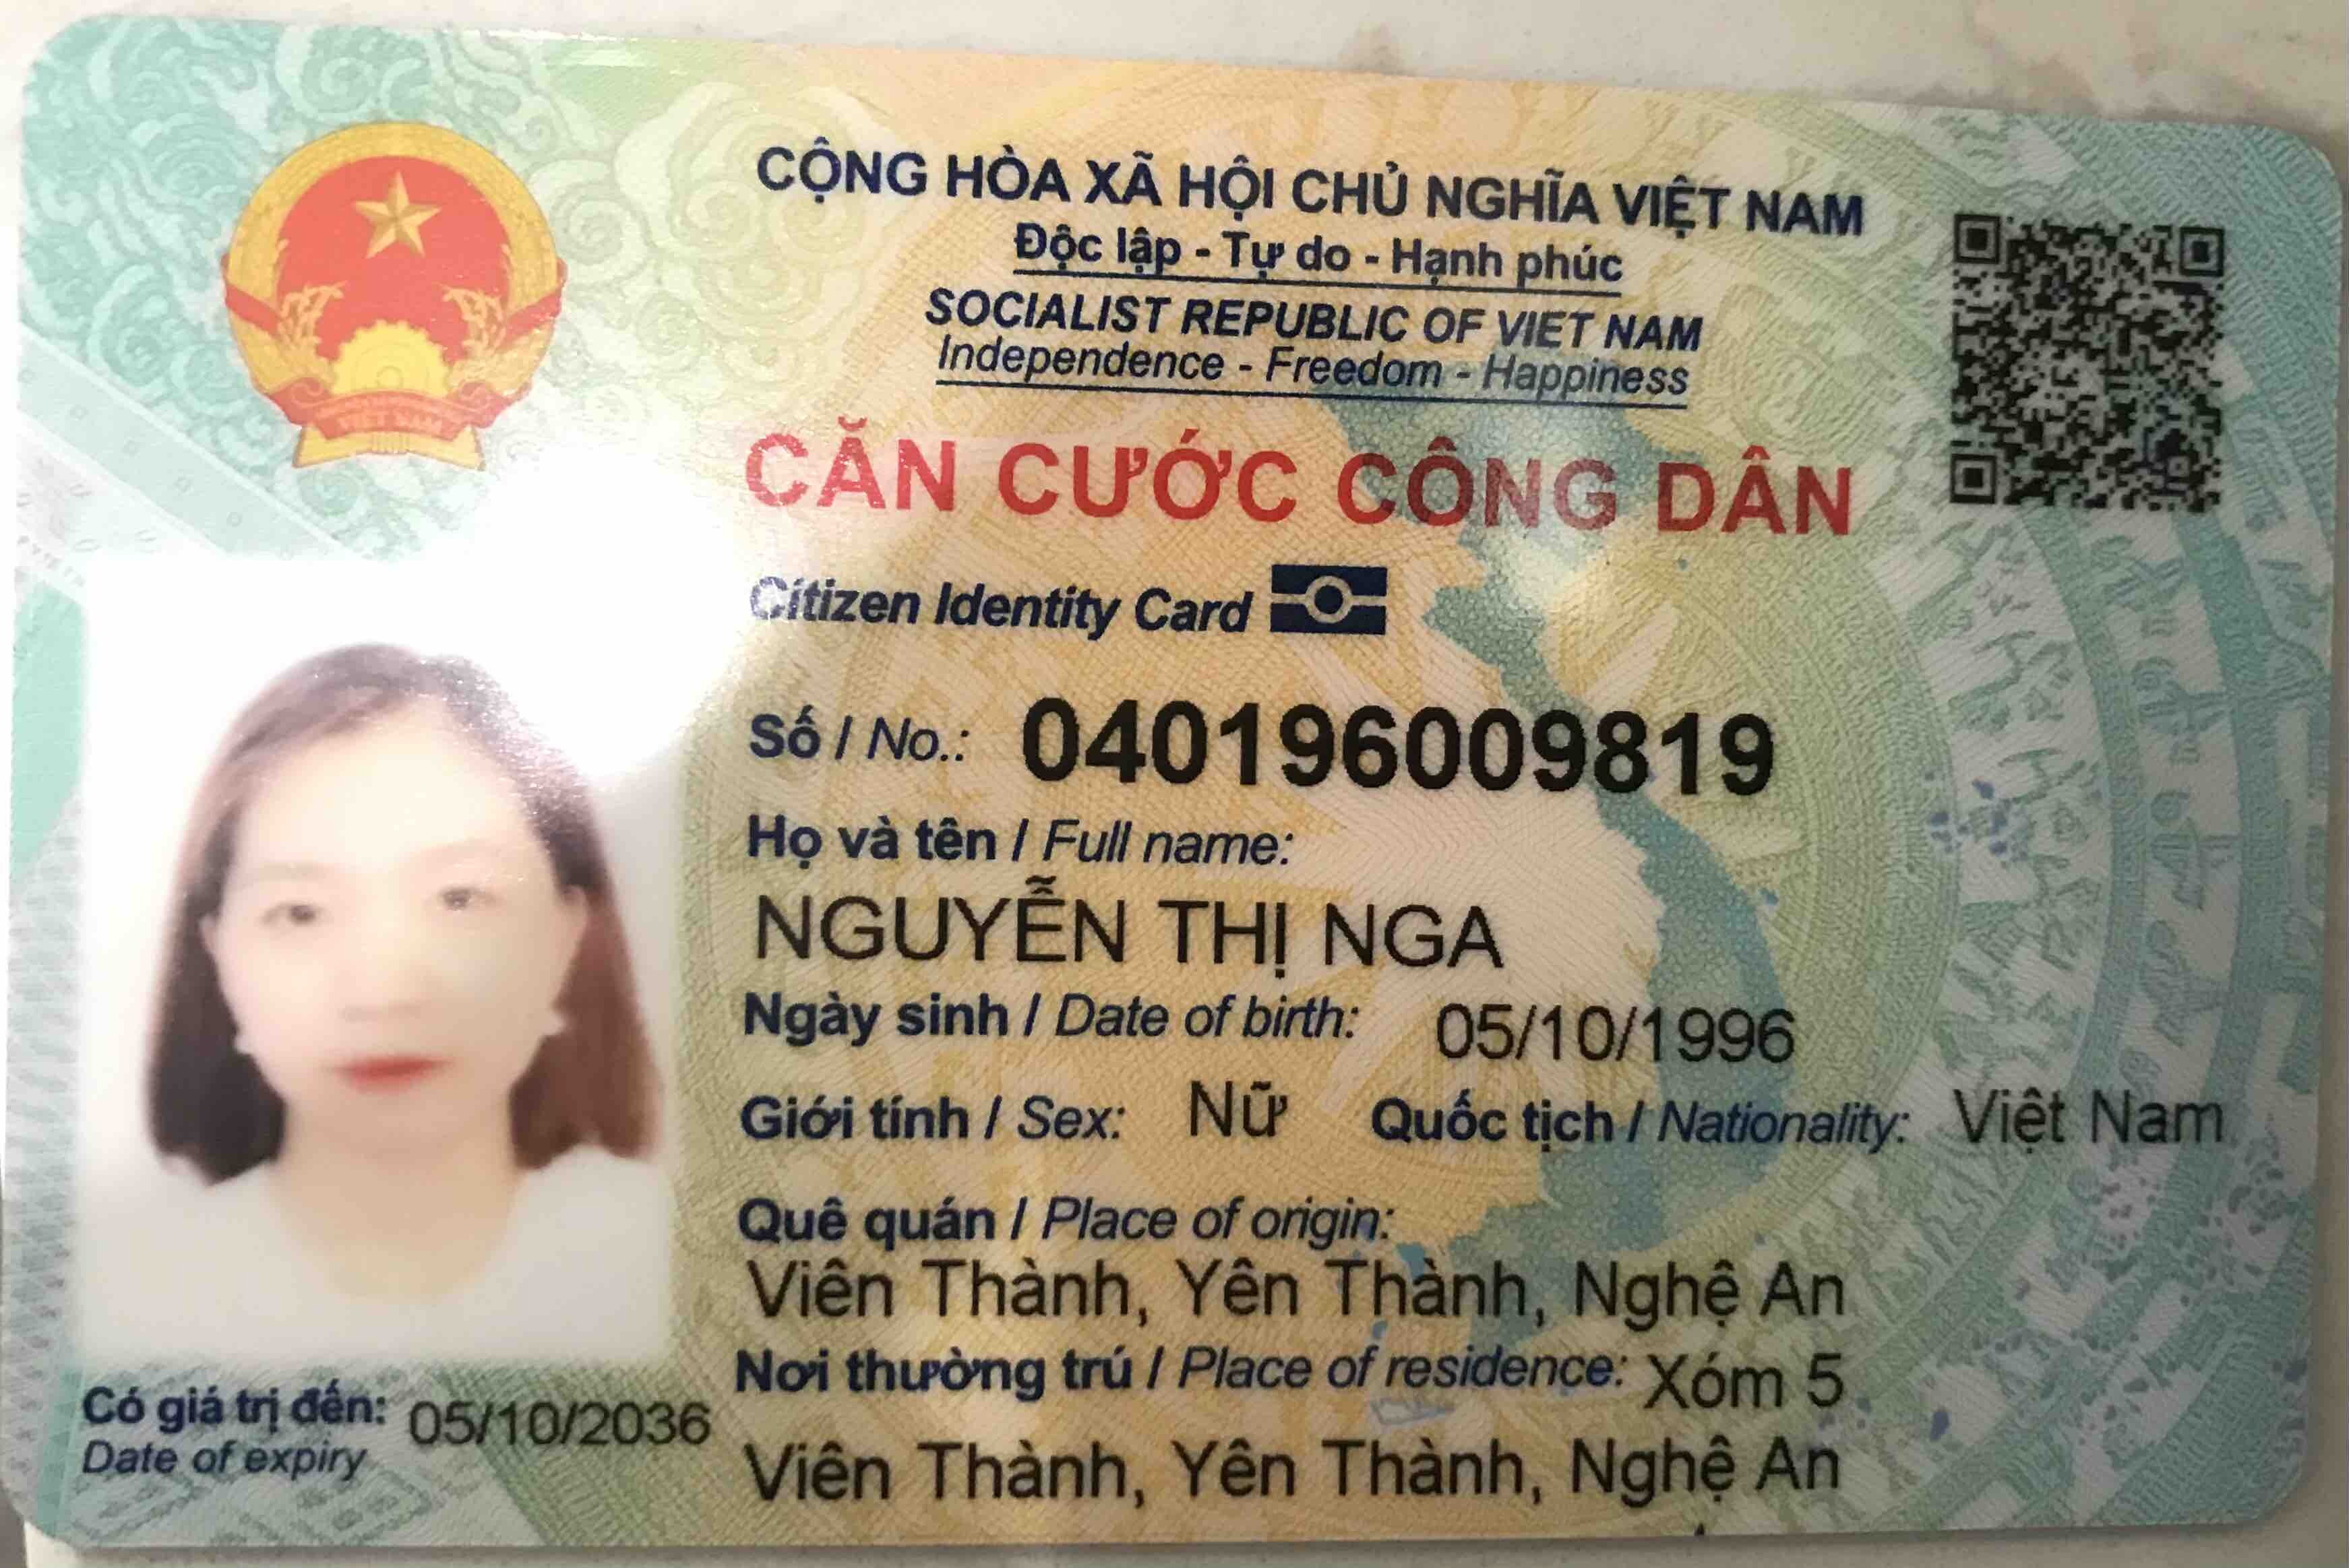 CỘNG HÒA XÃ HỘI CHỦ NGHĨA VIỆT NAM
Độc lập - Tự do - Hạnh phúc
SOCIALIST REPUBLIC OF VIET NAM
Independence - Freedom - Happiness
CĂN CƯỚC CÔNG DÂN
Citizen Identity Card
Số / No.: 040196009819
Họ và tên / Full name:
NGUYỄN THỊ NGA
Ngày sinh / Date of birth: 05/10/1996
Giới tính / Sex: Nữ Quốc tịch / Nationality: Việt Nam
Quê quán / Place of origin:
Viên Thành, Yên Thành, Nghệ An
Nơi thường trú / Place of residence: Xóm 5
Viên Thành, Yên Thành, Nghệ An
Có giá trị đến: 05/10/2036
Date of expiry